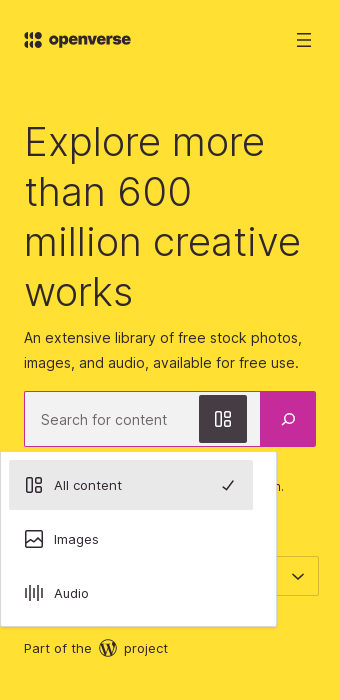 openverse
Explore more
than 600
million creative
works
An extensive library of free stock photos,
images, and audio, available for free use.
Search for content
All content
Images
Audio
Part of the project